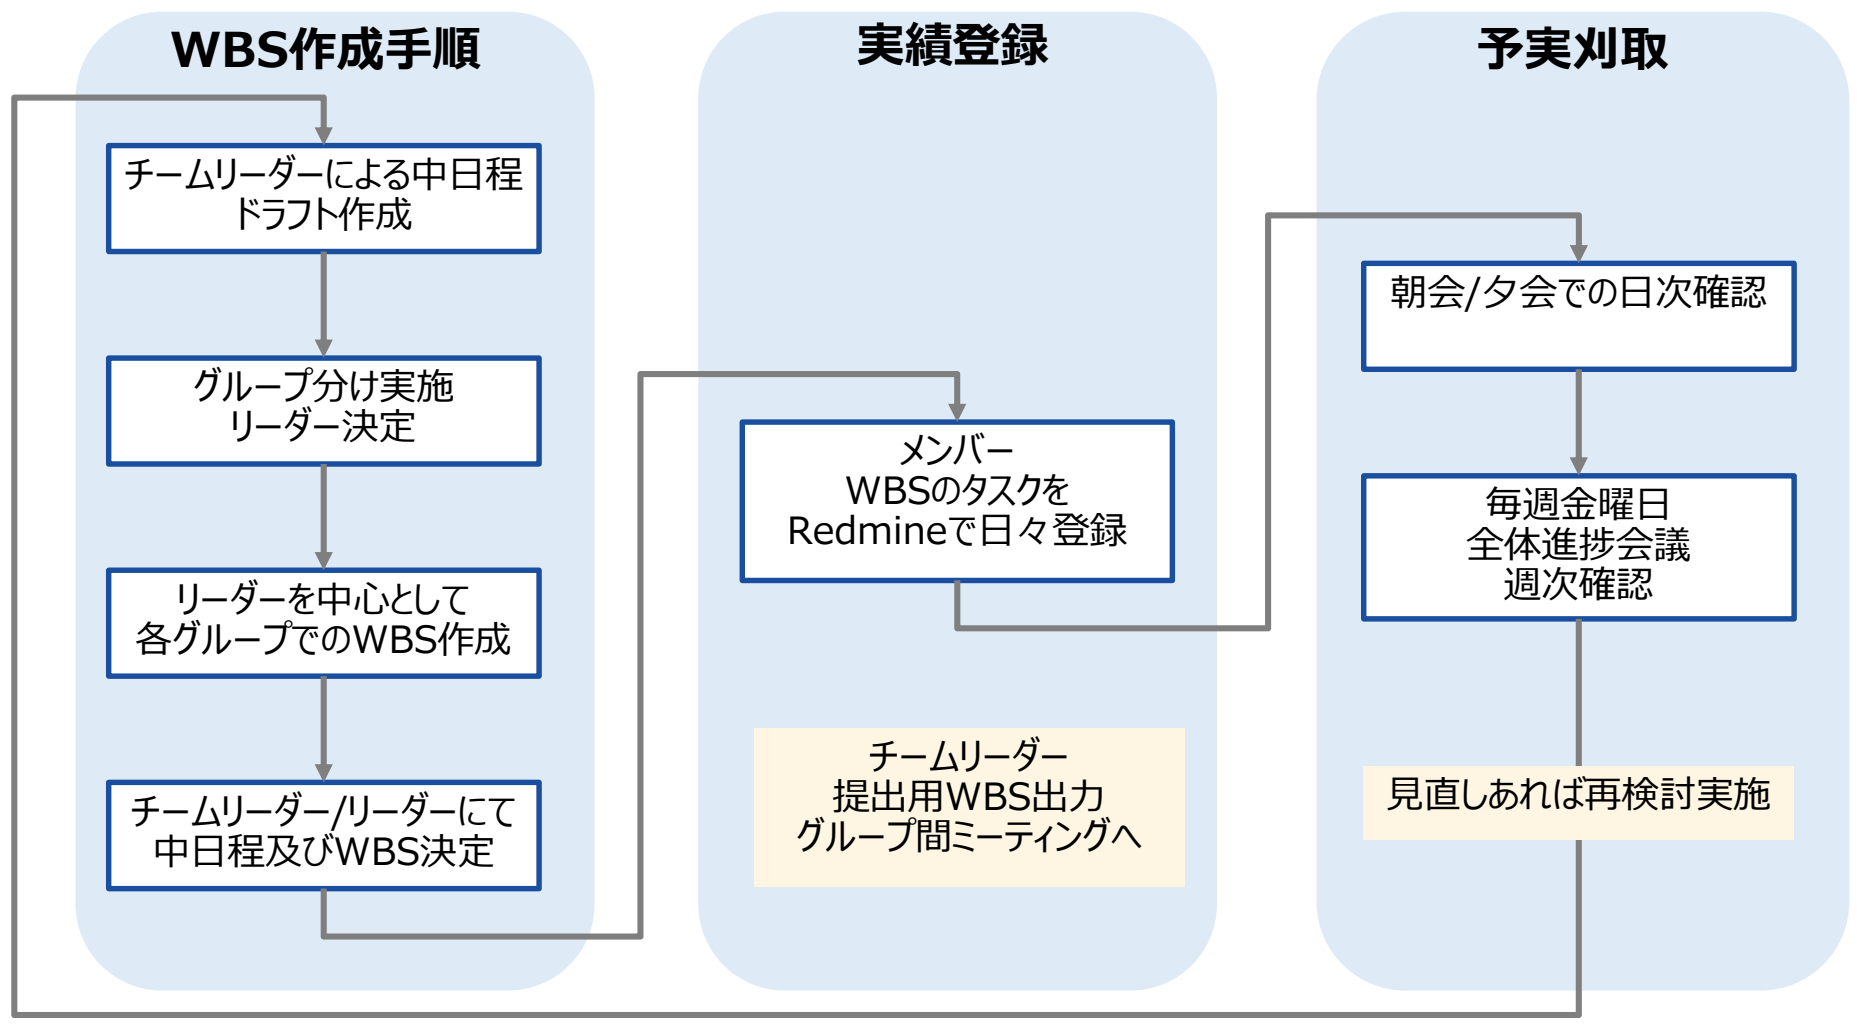 WBS作成手順
チームリーダーによる中日程
ドラフト作成
グループ分け実施
リーダー決定
リーダーを中心として
各グループでのWBS作成
チームリーダー/リーダーにて
中日程及びWBS決定
実績登録
メンバー
WBSのタスクを
Redmineで日々登録
チームリーダー
提出用WBS出力
グループ間ミーティングへ
予実刈取
朝会/夕会での日次確認
毎週金曜日
全体進捗会議
週次確認
見直しあれば再検討実施